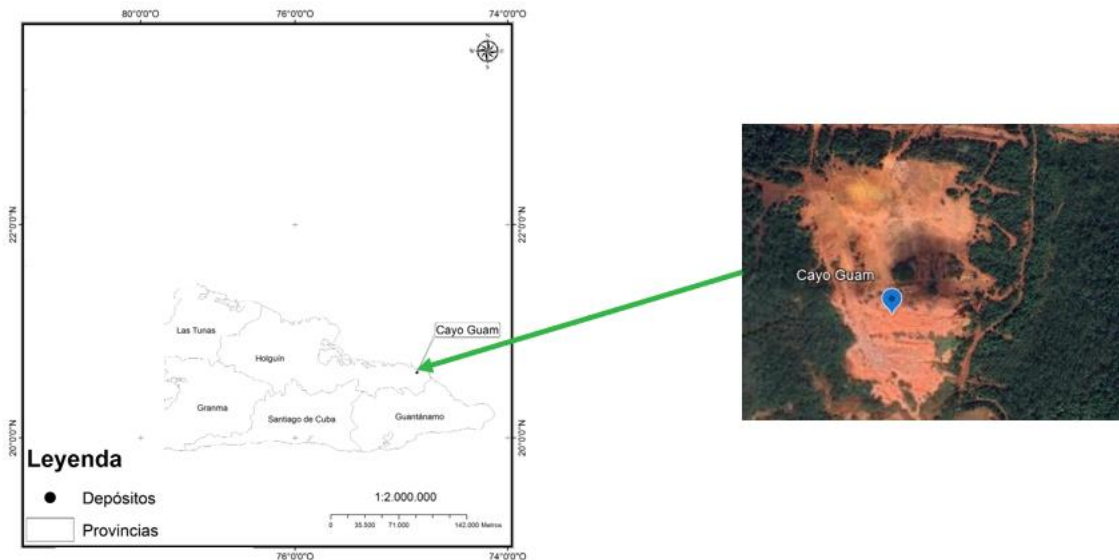 80°0'0"O
76°0'0"O
74°0'0"O
N
S
22°0'0"N
22°0'0"N
Cayo Guam
Las Tunas
Holguín
Cayo Guam
Granma
Santiago de Cuba
Guantánamo
20°0'0"N
20°0'0"N
Leyenda
Depósitos
1:2.000.000
Provincias
0 35.500 71.000 142.000 Metros
76°0'0"O
74°0'0"O